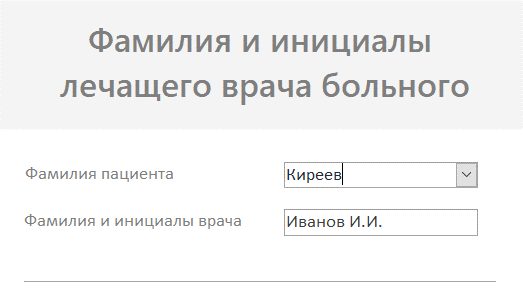 Фамилия и инициалы
лечащего врача больного
Фамилия пациента
Киреев
Фамилия и инициалы врача
Иванов И.И.